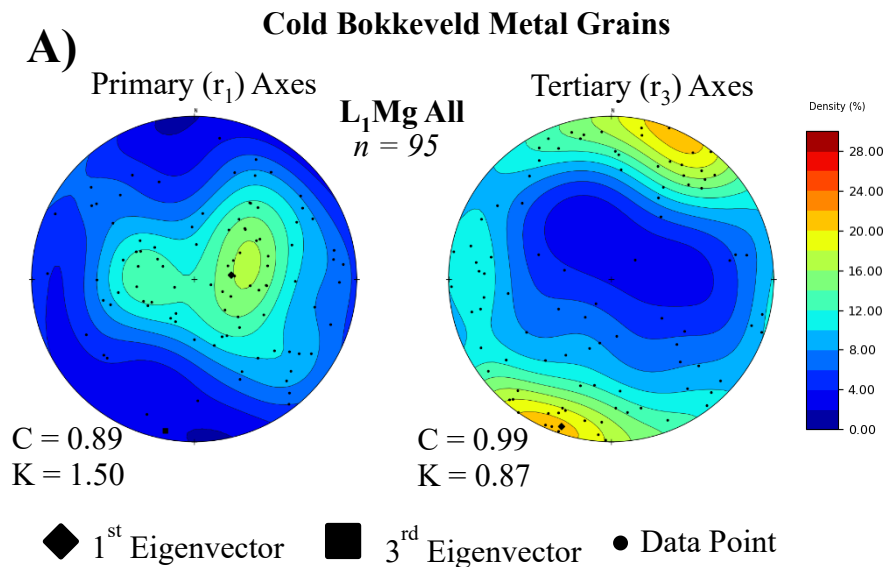 Cold Bokkeveld Metal Grains
A)
Primary (r₁) Axes
L₁Mg All
n = 95
Tertiary (r₃) Axes
Density (%)
28.00
24.00
20.00
16.00
12.00
8.00
4.00
0.00
N
N
C = 0.89
K = 1.50
C = 0.99
K = 0.87
1st Eigenvector
3rd Eigenvector
Data Point